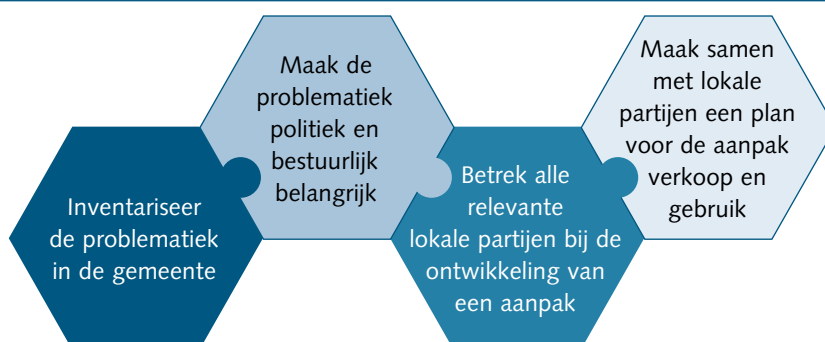 Inventariseer
de problematiek
in de gemeente
Maak de
problematiek
politiek en
bestuurlijk
belangrijk
Betrek alle
relevante
lokale partijen bij de
ontwikkeling van
een aanpak
Maak samen
met lokale
partijen een plan
voor de aanpak
verkoop en
gebruik